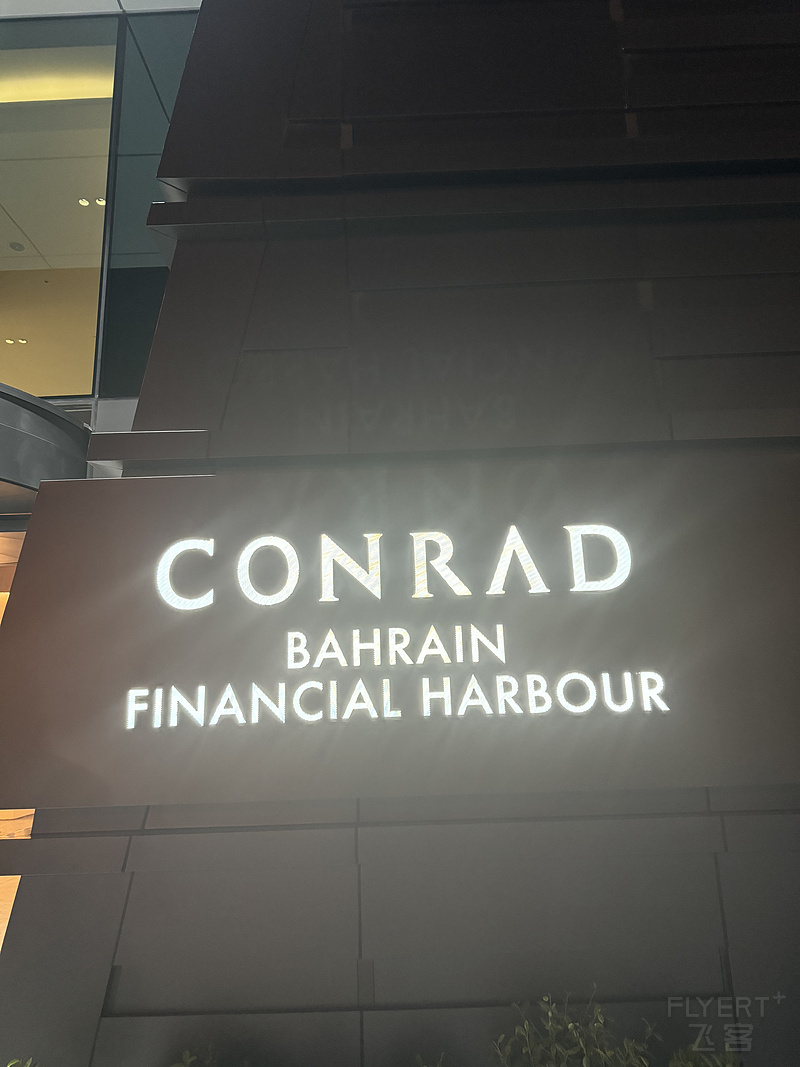 CONRAD
BAHRAIN
FINANCIAL HARBOUR
FLYERT+
飞客